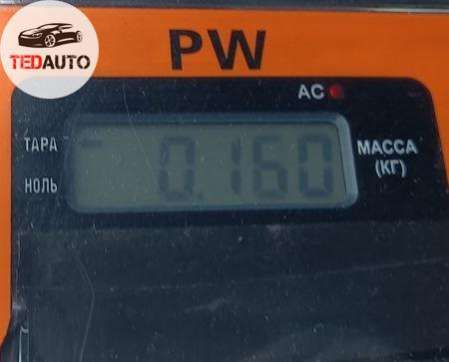 TEDAUTO
PW
AC
ТАРА
НОЛЬ
0.160
МАССА
(КГ)